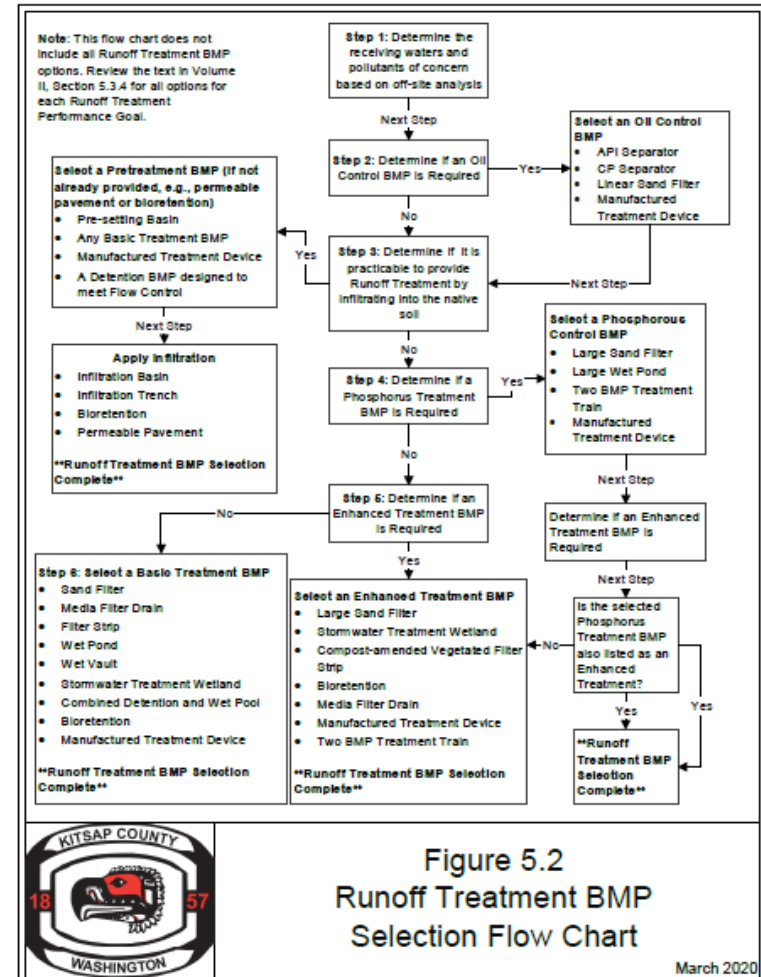 Note: This flow chart does not
include all Runoff Treatment BMP
options. Review the text in Volume
II, Section 5.3.4 for all options for
each Runoff Treatment
Performance Goal.
Step 1: Determine the
receiving waters and
pollutants of concern
based on off-site analysis
Next Step
Step 2: Determine if an Oil
Control BMP is Required
Yes
Select an Oil Control
BMP
• API Separator
• CP Separator
• Linear Sand Filter
• Manufactured
Treatment Device
No
Next Step
Step 3: Determine if it is
practicable to provide
Runoff Treatment by
infiltrating into the native
soil
Yes
Select a Pretreatment BMP (if not
already provided, e.g., permeable
pavement or bioretention)
• Pre-setting Basin
• Any Basic Treatment BMP
• Manufactured Treatment Device
• A Detention BMP designed to
meet Flow Control
Next Step
Apply Infiltration
• Infiltration Basin
• Infiltration Trench
• Bioretention
• Permeable Pavement
**Runoff Treatment BMP Selection
Complete**
No
Step 4: Determine if a
Phosphorus Treatment
BMP is Required
Yes
Select a Phosphorous
Control BMP
• Large Sand Filter
• Large Wet Pond
• Two BMP Treatment
Train
• Manufactured
Treatment Device
Next Step
Determine if an Enhanced
Treatment BMP is
Required
Next Step
Is the selected
Phosphorus
Treatment BMP
also listed as an
Enhanced
Treatment?
No
Yes
Yes
**Runoff
Treatment BMP
Selection
Complete**
No
Step 5: Determine if an
Enhanced Treatment BMP
is Required
No
Yes
Step 6: Select a Basic Treatment BMP
• Sand Filter
• Media Filter Drain
• Filter Strip
• Wet Pond
• Wet Vault
• Stormwater Treatment Wetland
• Combined Detention and Wet Pool
• Bioretention
• Manufactured Treatment Device
**Runoff Treatment BMP Selection
Complete**
Select an Enhanced Treatment BMP
• Large Sand Filter
• Stormwater Treatment Wetland
• Compost-amended Vegetated Filter
Strip
• Bioretention
• Media Filter Drain
• Manufactured Treatment Device
• Two BMP Treatment Train
**Runoff Treatment BMP Selection
Complete**
KITSAP COUNTY
18 57
WASHINGTON
Figure 5.2
Runoff Treatment BMP
Selection Flow Chart
March 2020